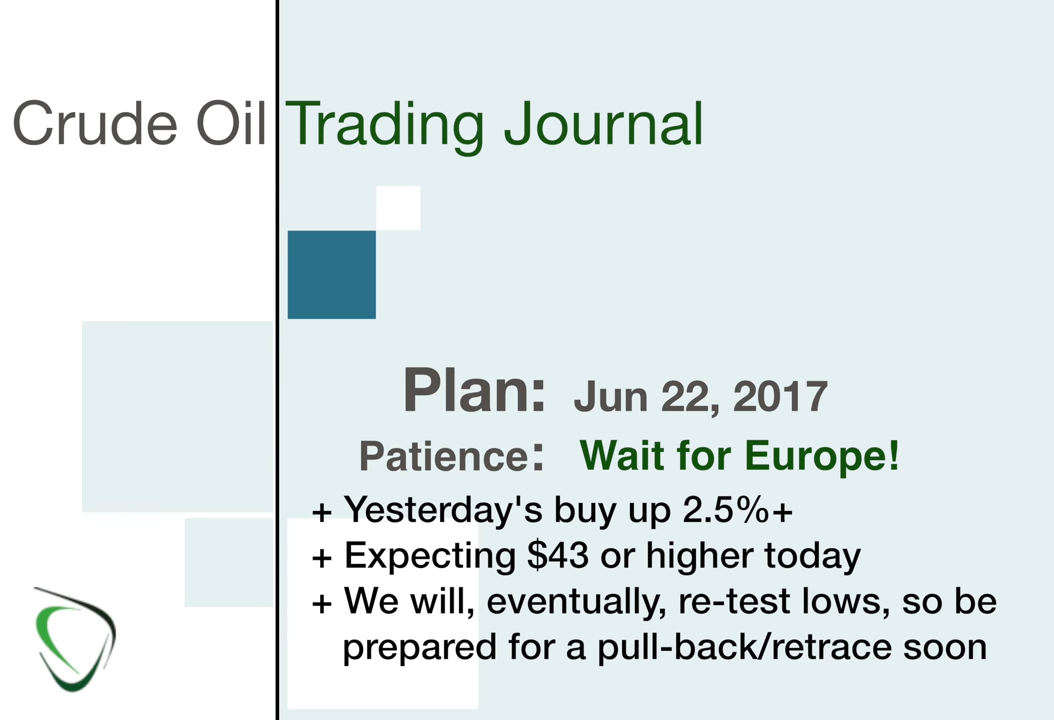 Crude Oil Trading Journal
Plan: Jun 22, 2017
Patience: Wait for Europe!
+ Yesterday's buy up 2.5%+
+ Expecting $43 or higher today
+ We will, eventually, re-test lows, so be
prepared for a pull-back/retrace soon